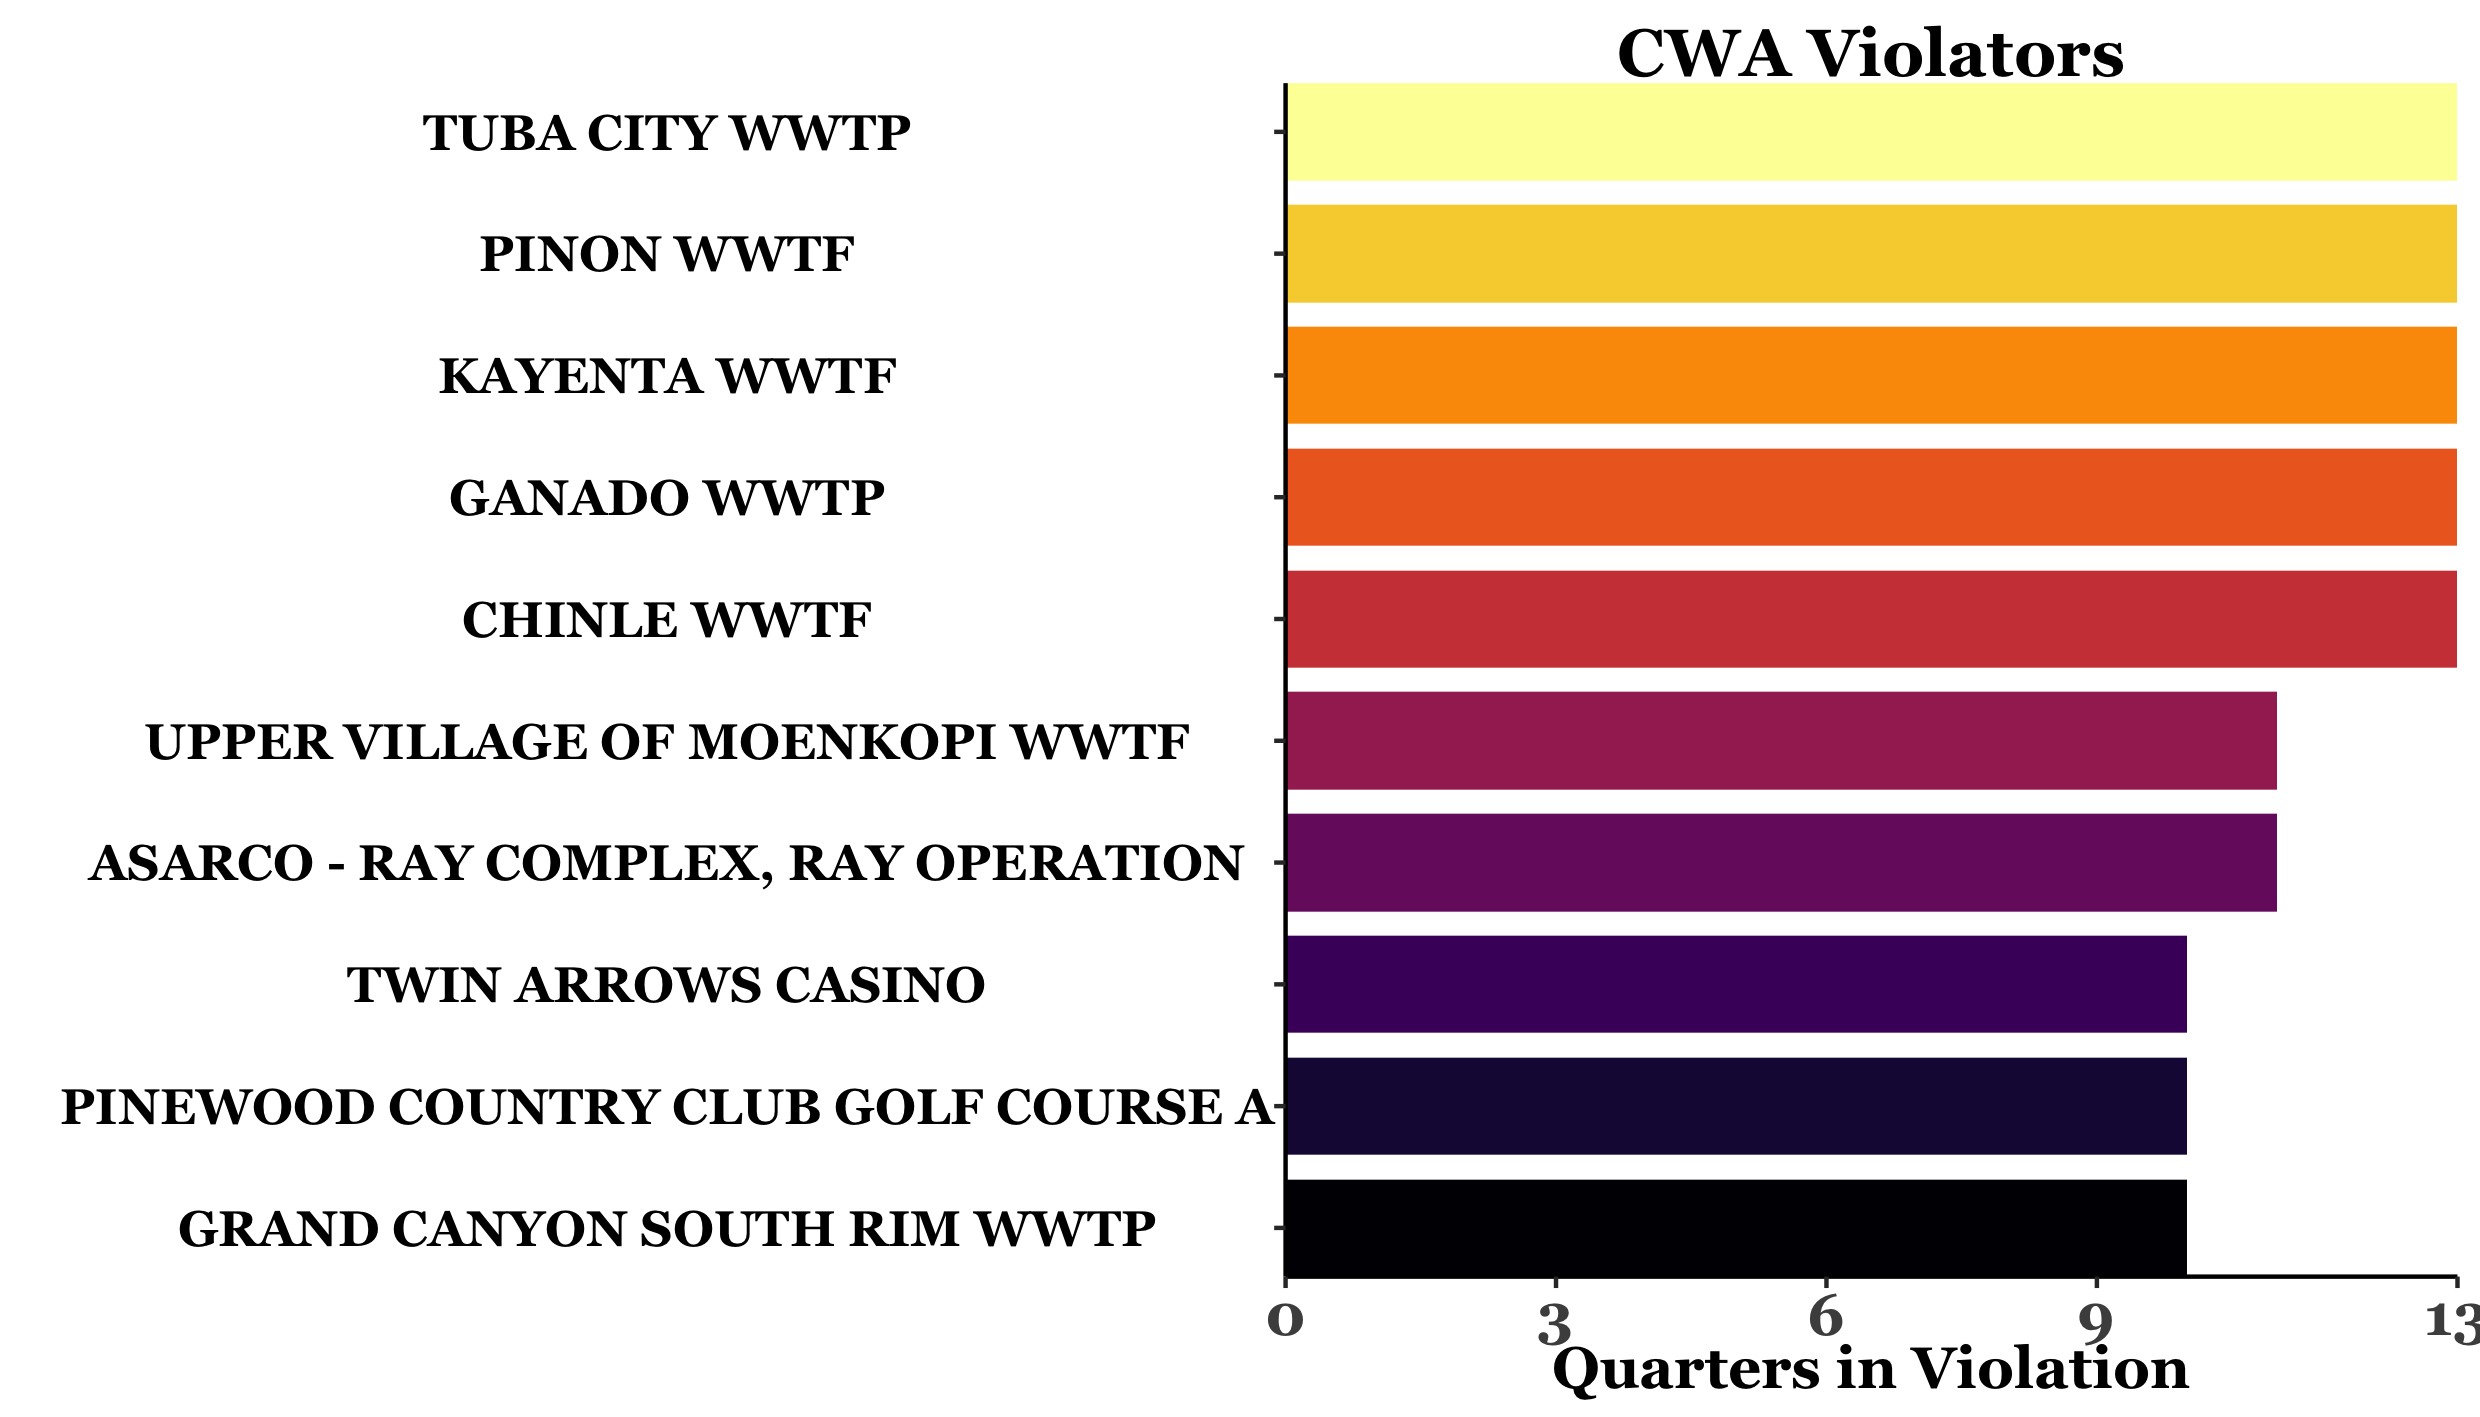 CWA Violators
TUBA CITY WWTP
PINON WWTF
KAYENTA WWTF
GANADO WWTP
CHINLE WWTF
UPPER VILLAGE OF MOENKOPI WWTF
ASARCO - RAY COMPLEX, RAY OPERATION
TWIN ARROWS CASINO
PINEWOOD COUNTRY CLUB GOLF COURSE A
GRAND CANYON SOUTH RIM WWTP
0 3 6 9 13
Quarters in Violation